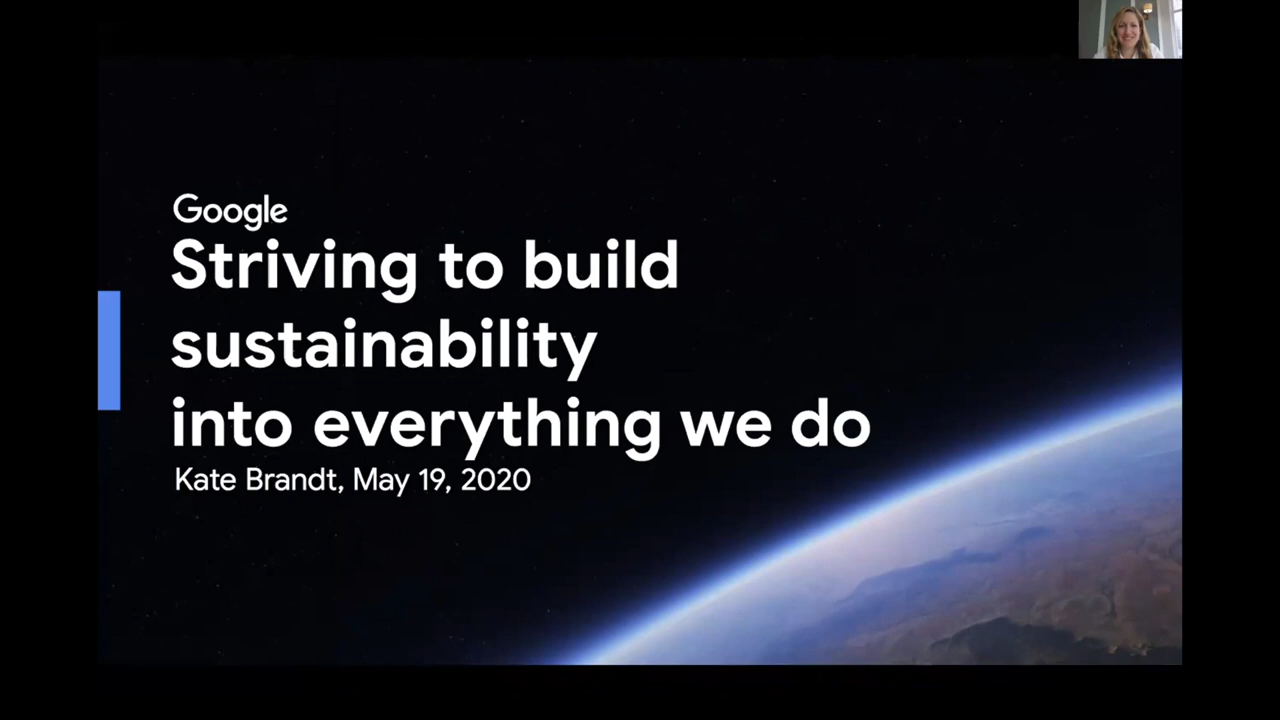 Google
Striving to build
sustainability
into everything we do
Kate Brandt, May 19, 2020